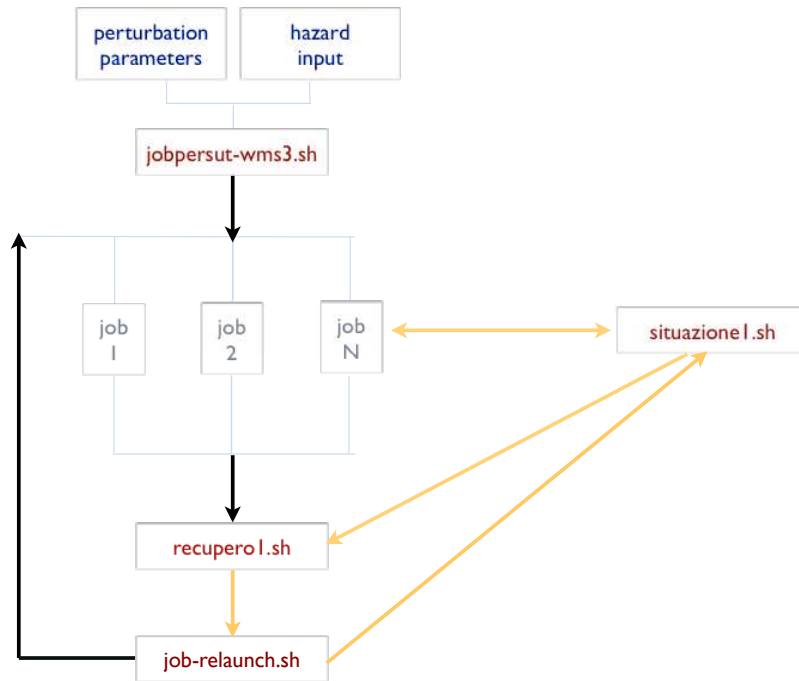 perturbation
parameters
hazard
input
jobpersut-wms3.sh
job
1
job
2
job
N
situazione1.sh
recupero1.sh
job-relaunch.sh